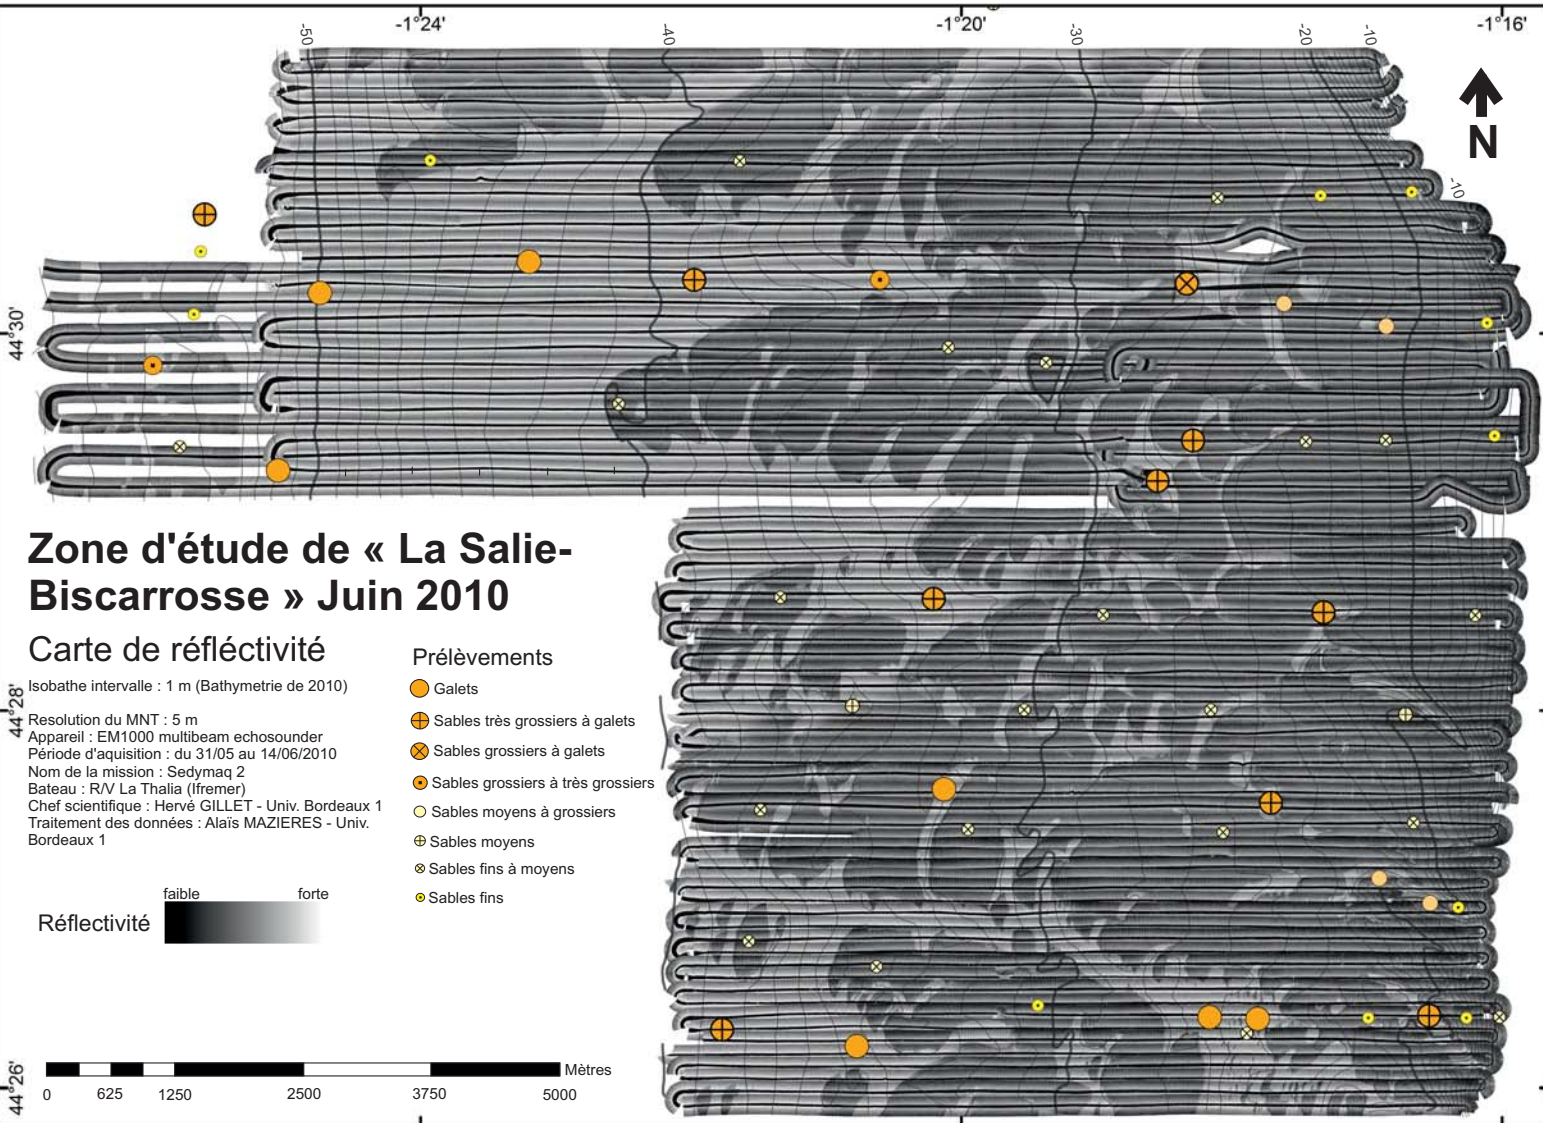 -1°24'
-1°20'
-1°16'
-50
-40
-30
-20
-10
N
-10
44°30'
44°28'
44°26'
Zone d'étude de « La Salie-
Biscarrosse » Juin 2010
Carte de réfléctivité
Isobathe intervalle : 1 m (Bathymetrie de 2010)
Resolution du MNT : 5 m
Appareil : EM1000 multibeam echosounder
Période d'aquisition : du 31/05 au 14/06/2010
Nom de la mission : Sedymaq 2
Bateau : R/V La Thalia (Ifremer)
Chef scientifique : Hervé GILLET - Univ. Bordeaux 1
Traitement des données : Alaïs MAZIERES - Univ.
Bordeaux 1
Prélèvements
Galets
Sables très grossiers à galets
Sables grossiers à galets
Sables grossiers à très grossiers
Sables moyens à grossiers
Sables moyens
Sables fins à moyens
Sables fins
faible forte
Réflectivité
Mètres
0 625 1250 2500 3750 5000